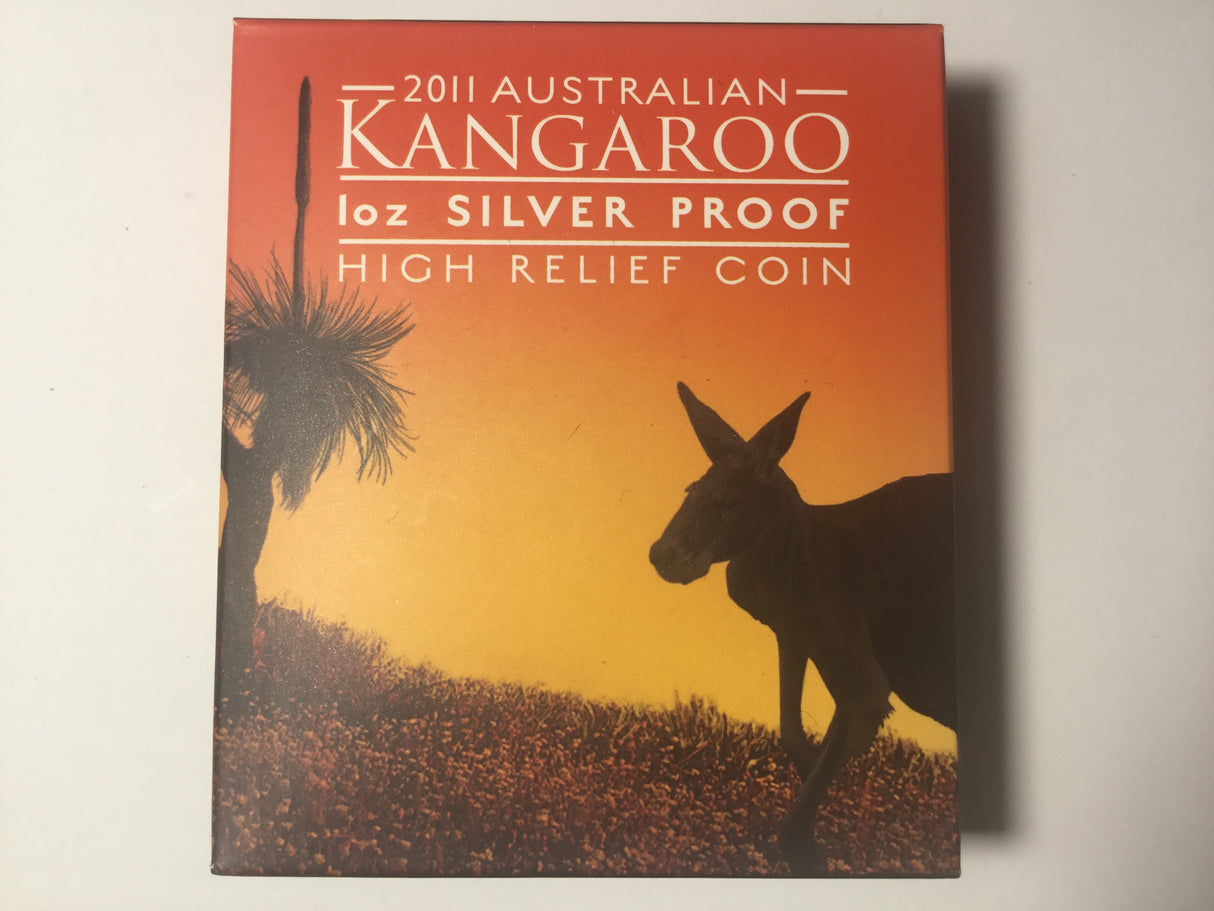 2011 AUSTRALIAN
KANGAROO
1oz SILVER PROOF
HIGH RELIEF COIN